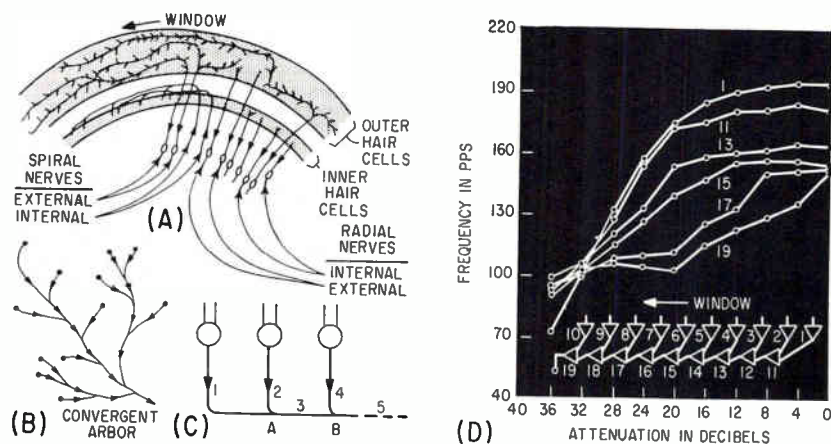 WINDOW
OUTER
HAIR
CELLS
INNER
HAIR
CELLS
SPIRAL
NERVES
EXTERNAL
INTERNAL
(A)
RADIAL
NERVES
INTERNAL
EXTERNAL
(B)
CONVERGENT
ARBOR
(C)
1 2 4
3 5
A B
220
190
160
130
100
70
40
FREQUENCY IN PPS
1
11
13
15
17
19
WINDOW
10 9 8 7 6 5 4 3 2 1
19 18 17 16 15 14 13 12 11
40 36 32 28 24 20 16 12 8 4 0
ATTENUATION IN DECIBELS
(D)